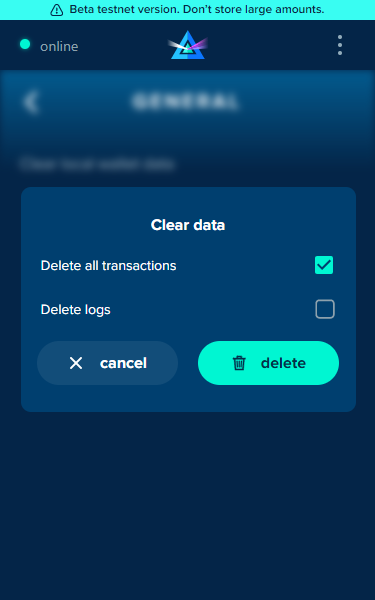 Beta testnet version. Don't store large amounts.
online
GENERAL
Clear local wallet data
Clear data
Delete all transactions
Delete logs
cancel
delete